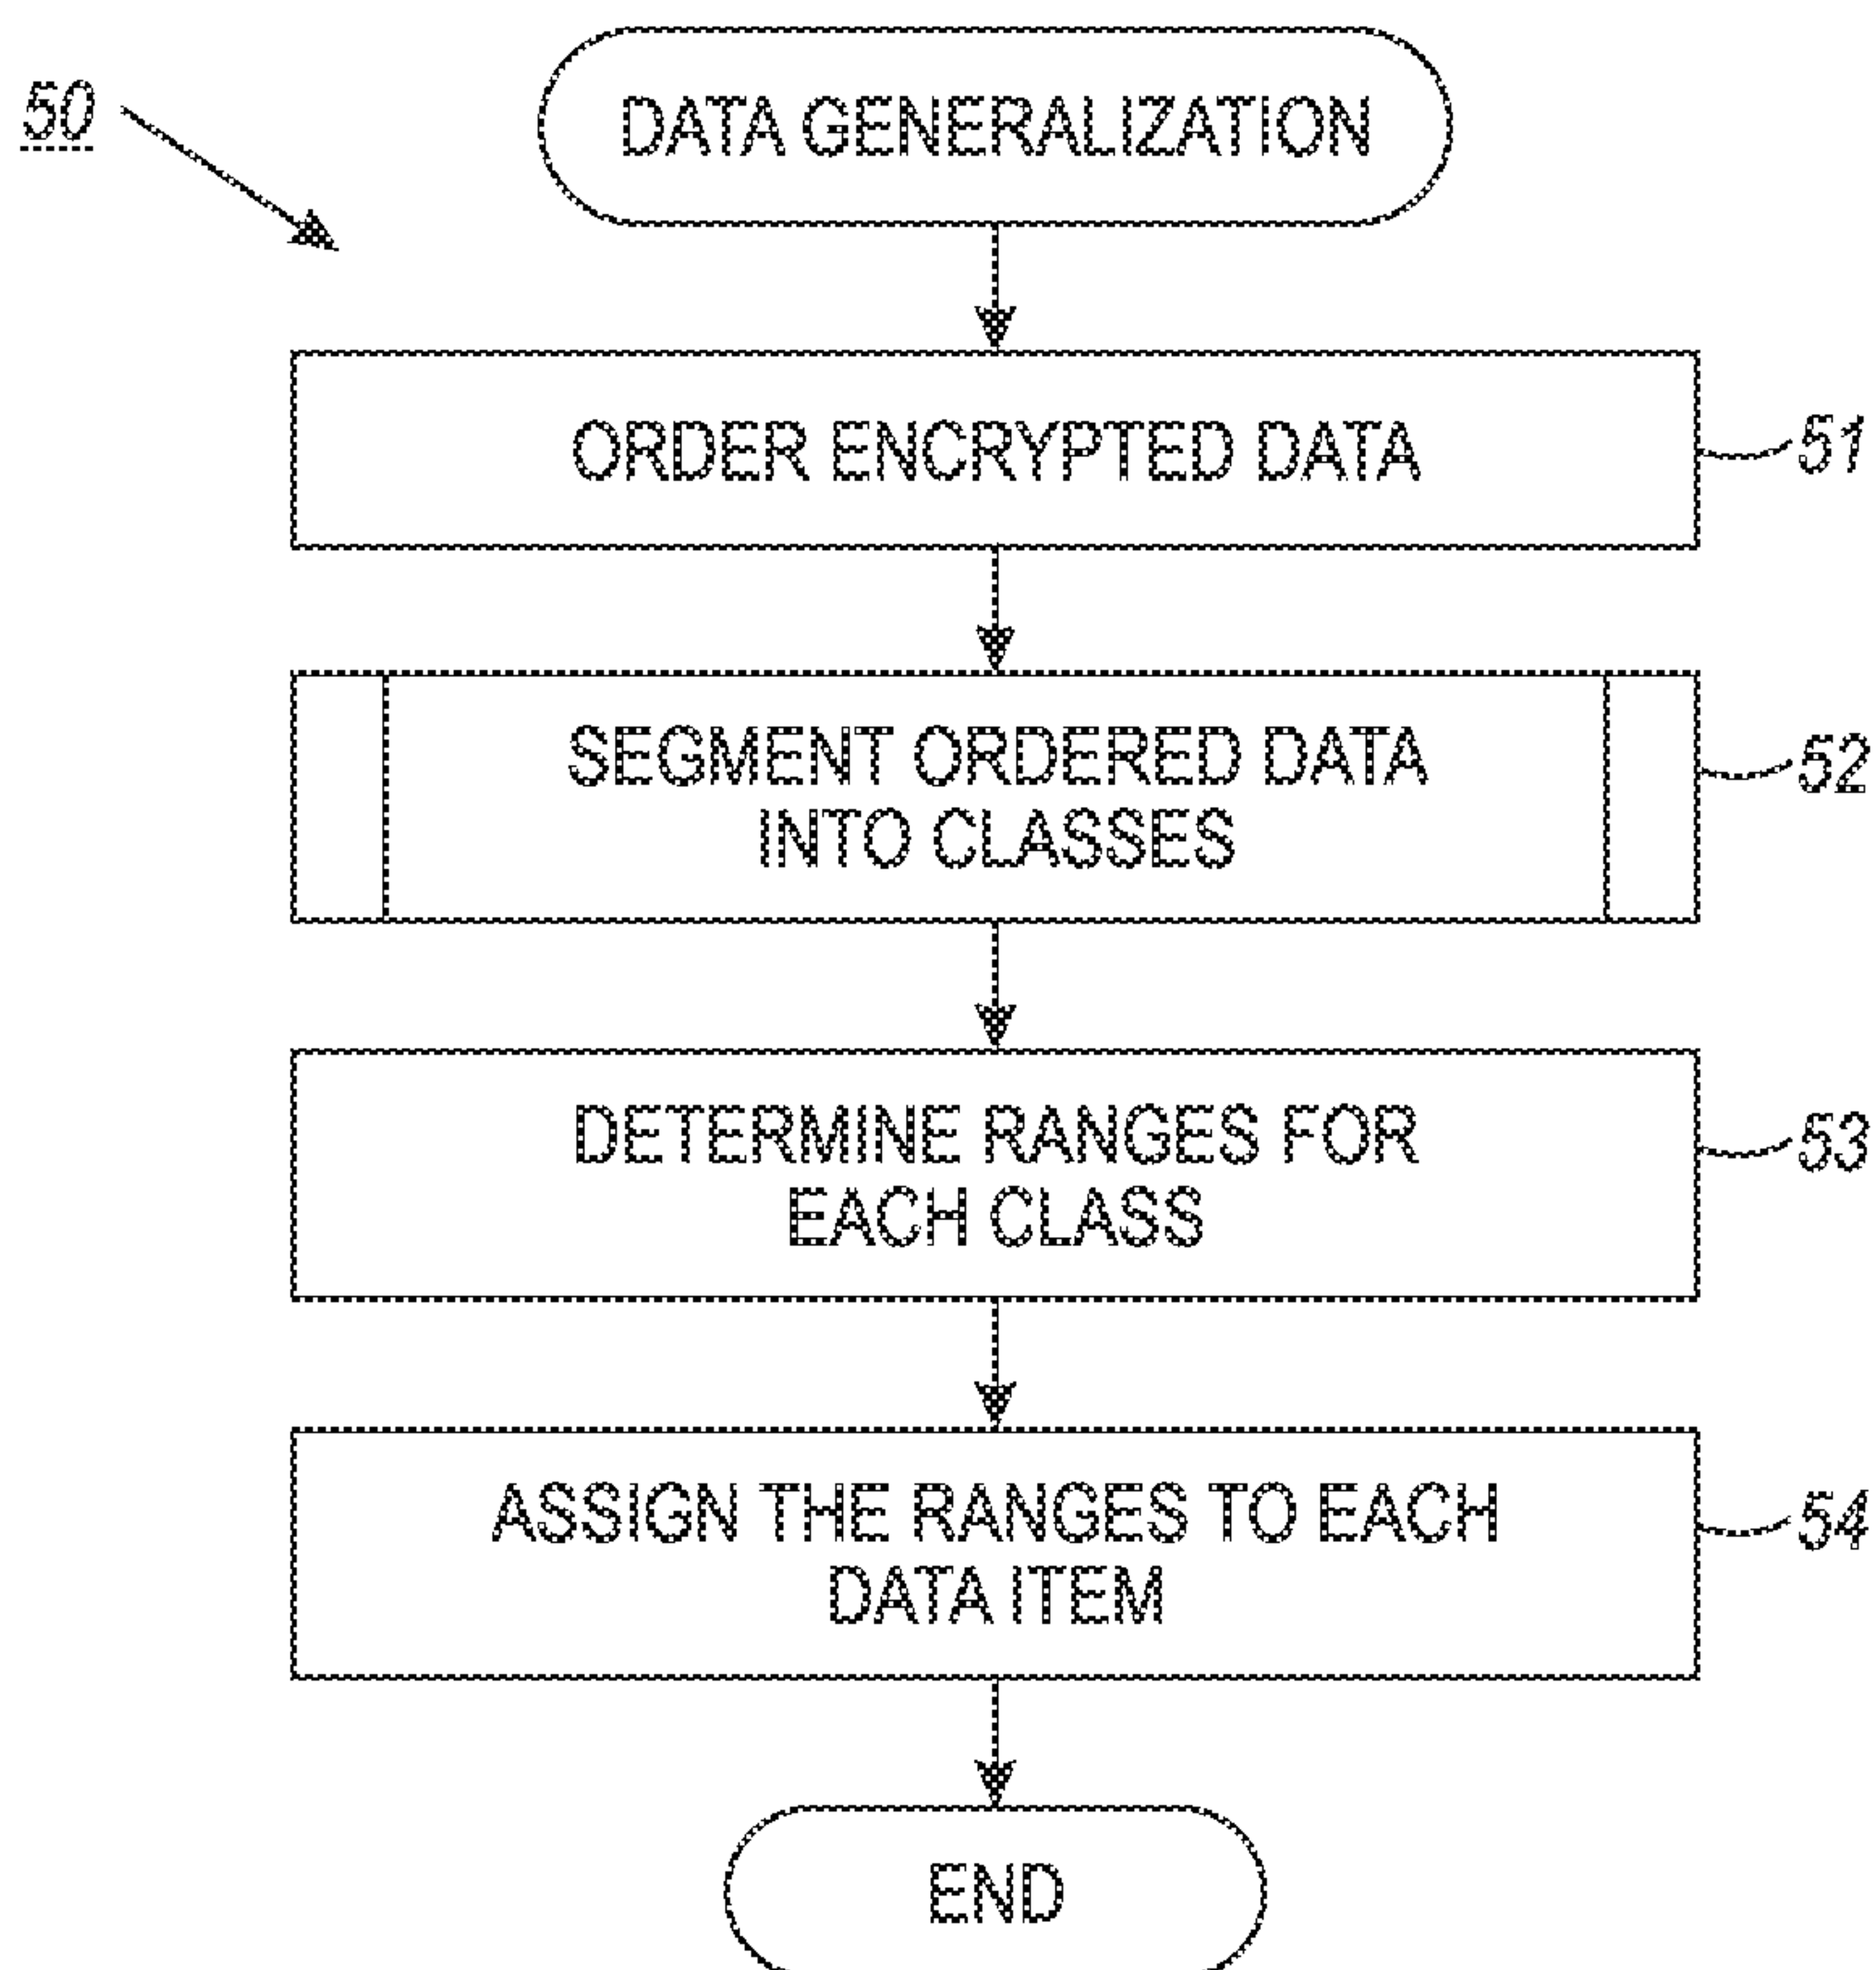 50
DATA GENERALIZATION
ORDER ENCRYPTED DATA
51
SEGMENT ORDERED DATA
INTO CLASSES
52
DETERMINE RANGES FOR
EACH CLASS
53
ASSIGN THE RANGES TO EACH
DATA ITEM
54
END